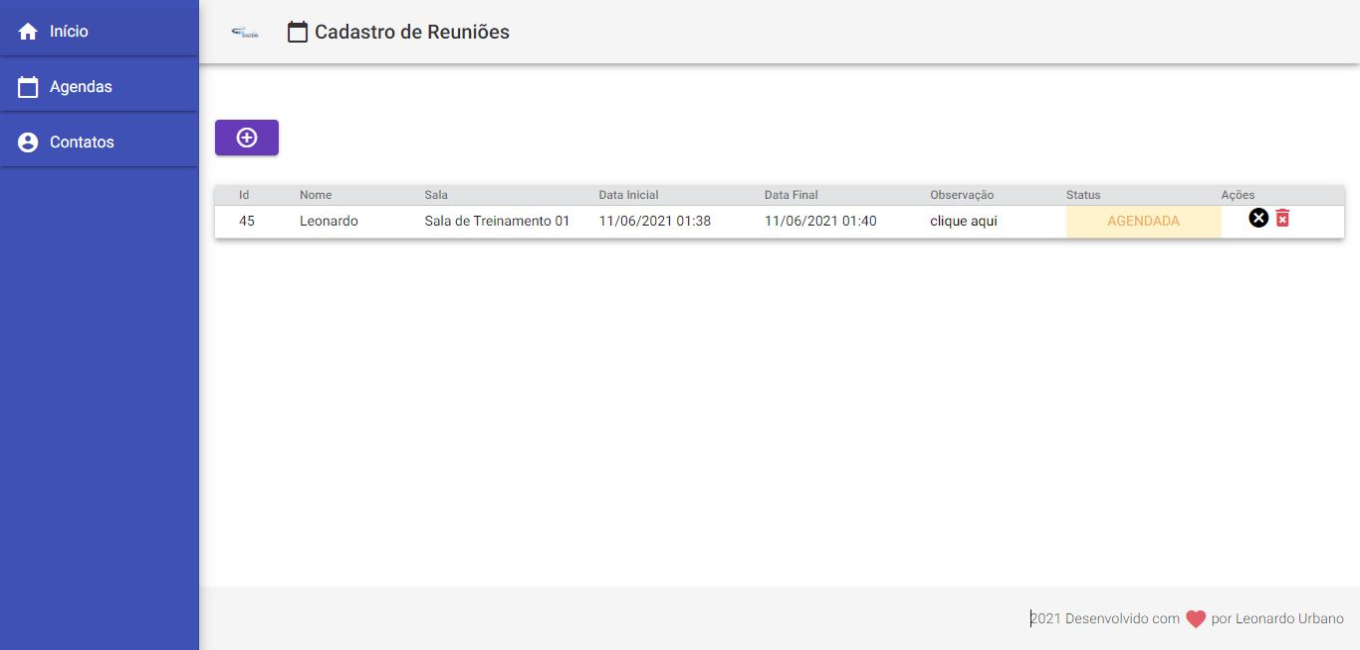 Início
Agendas
Contatos
Cadastro de Reuniões
Id Nome Sala Data Inicial Data Final Observação Status Ações
45 Leonardo Sala de Treinamento 01 11/06/2021 01:38 11/06/2021 01:40 clique aqui AGENDADA
2021 Desenvolvido com por Leonardo Urbano